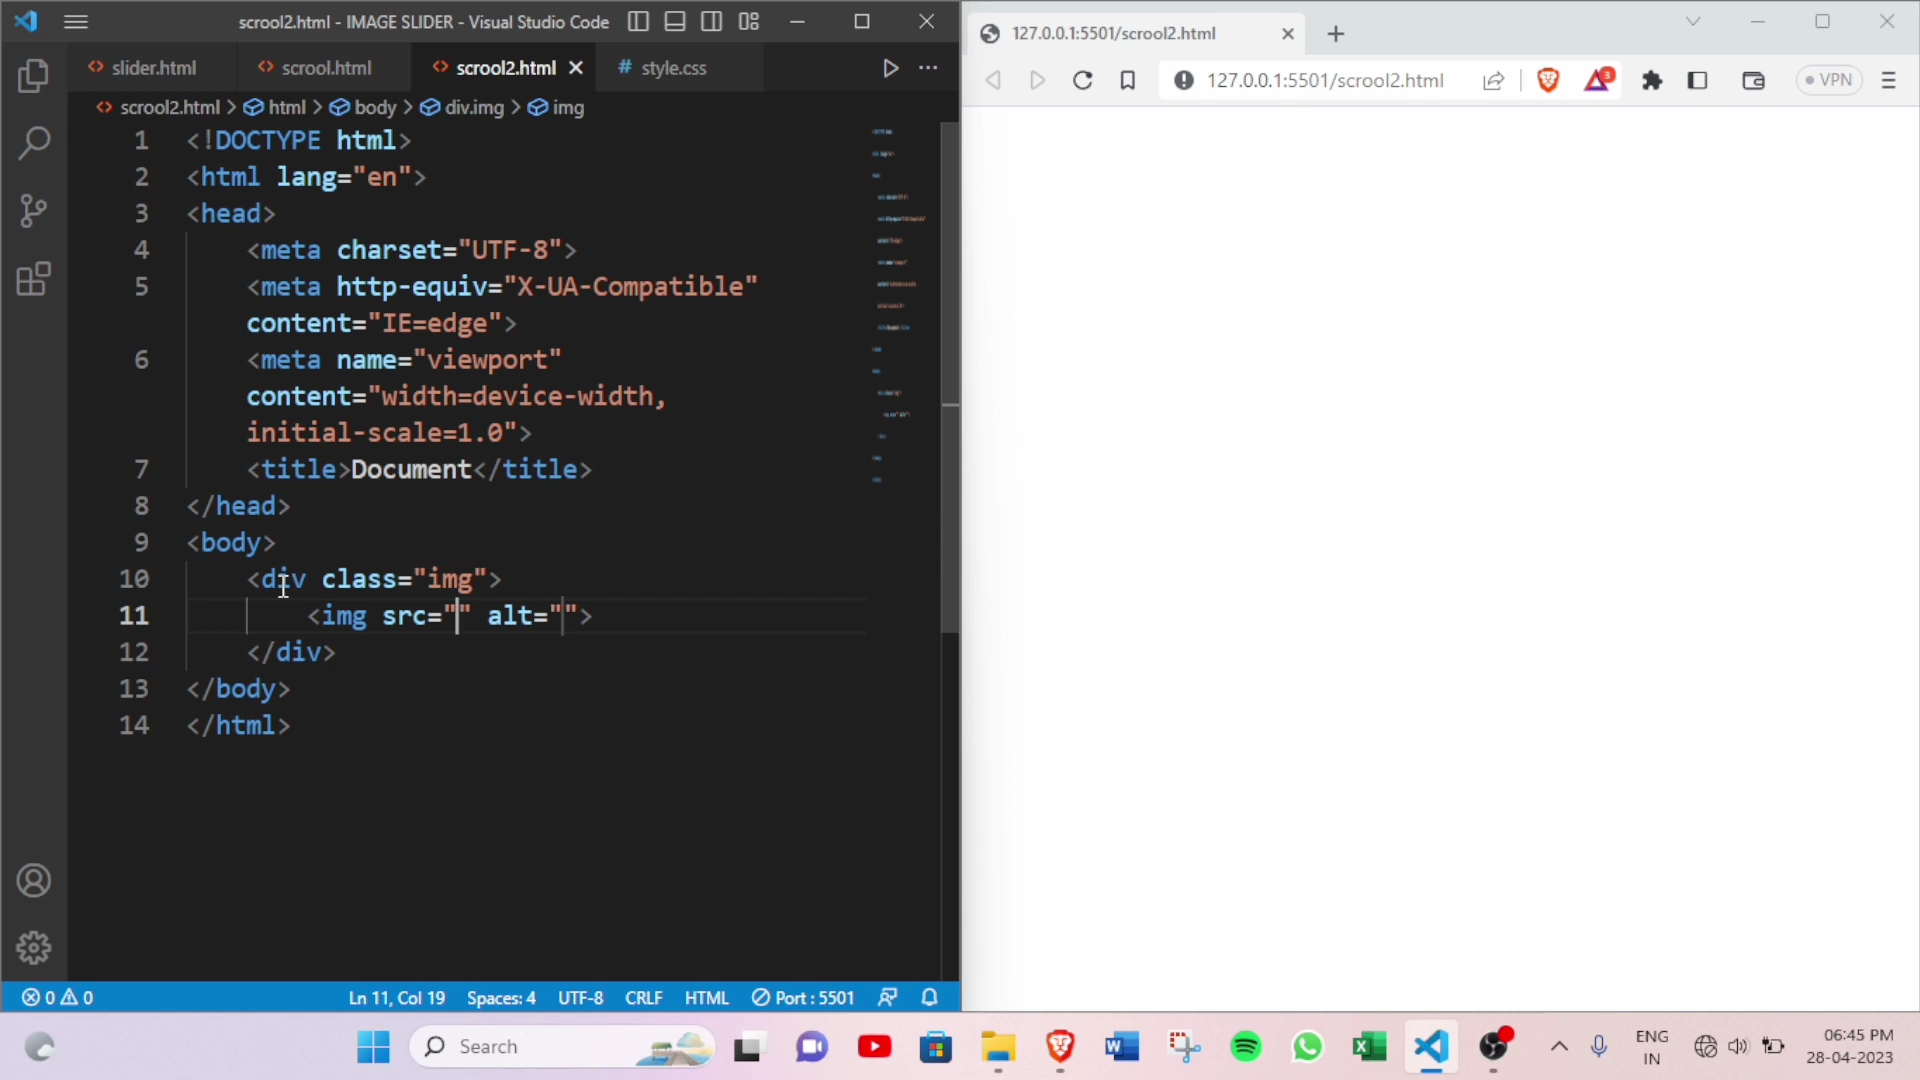 scrool2.html - IMAGE SLIDER - Visual Studio Code
slider.html
scrool.html
scrool2.html
# style.css
scrool2.html > html > body > div.img > img
1 <!DOCTYPE html>
2 <html lang="en">
3 <head>
4 <meta charset="UTF-8">
5 <meta http-equiv="X-UA-Compatible"
content="IE=edge">
6 <meta name="viewport"
content="width=device-width,
initial-scale=1.0">
7 <title>Document</title>
8 </head>
9 <body>
10 <div class="img">
11 <img src="" alt="">
12 </div>
13 </body>
14 </html>
0 0
Ln 11, Col 19
Spaces: 4
UTF-8
CRLF
HTML
Port : 5501
127.0.0.1:5501/scrool2.html
127.0.0.1:5501/scrool2.html
3
VPN
Search
ENG
IN
06:45 PM
28-04-2023